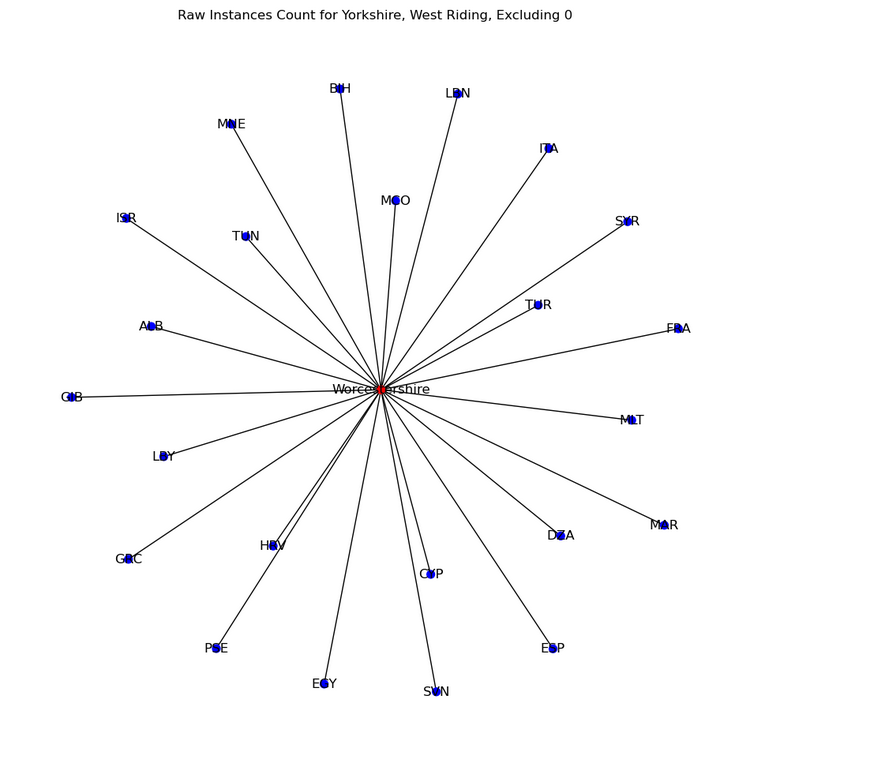 Raw Instances Count for Yorkshire, West Riding, Excluding 0
BIH
LBN
MNE
ITA
MCO
ISR
SYR
TUN
TUR
ALB
FRA
Worcestershire
GIB
MLT
LBY
MAR
DZA
HRV
GRC
CYP
PSE
ESP
EGY
SVN